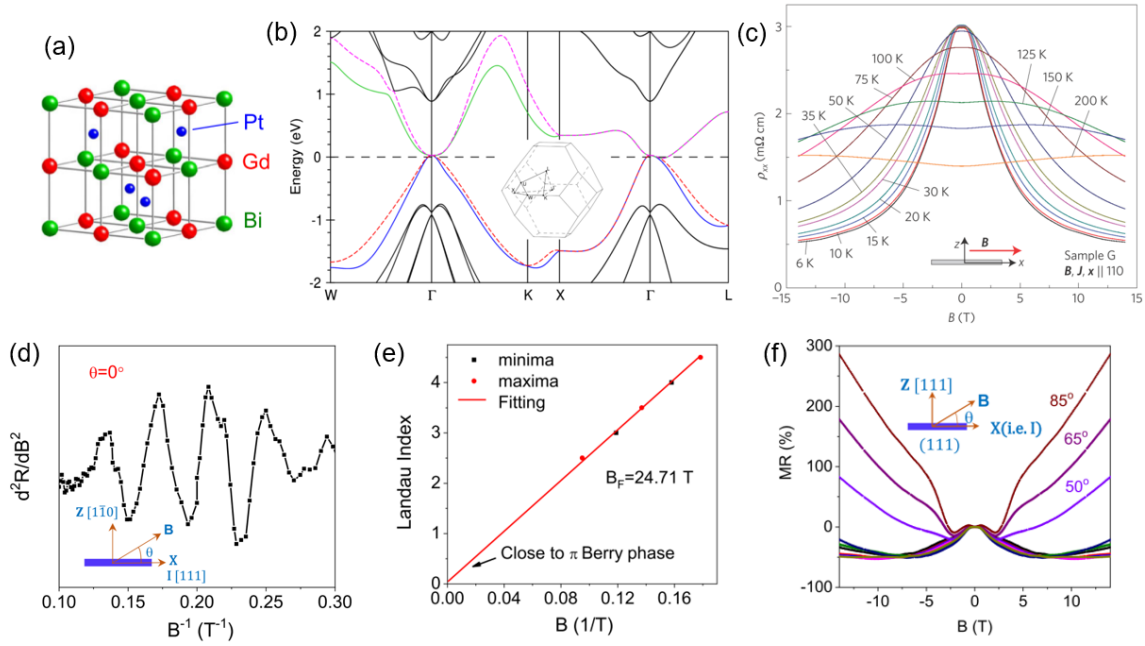 (a)
Pt
Gd
Bi
(b)
Energy (eV)
2
1
0
-1
-2
W
Γ
K
X
Γ
L
(c)
ρxx (mΩ cm)
3
2
1
100 K
75 K
50 K
35 K
125 K
150 K
200 K
30 K
20 K
15 K
10 K
6 K
z
B
x
Sample G
B, J, x || 110
−15
−10
−5
0
5
10
15
B (T)
(d)
θ=0°
d²R/dB²
Z [11̄0]
B
θ
X
I [111]
0.10
0.15
0.20
0.25
0.30
B⁻¹ (T⁻¹)
(e)
minima
maxima
Fitting
Landau Index
4
3
2
1
0
B_F=24.71 T
Close to π Berry phase
0.00
0.04
0.08
0.12
0.16
B (1/T)
(f)
MR (%)
300
200
100
0
-100
Z [111]
B
θ
X(i.e. I)
(111)
85°
65°
50°
-10
-5
0
5
10
B (T)